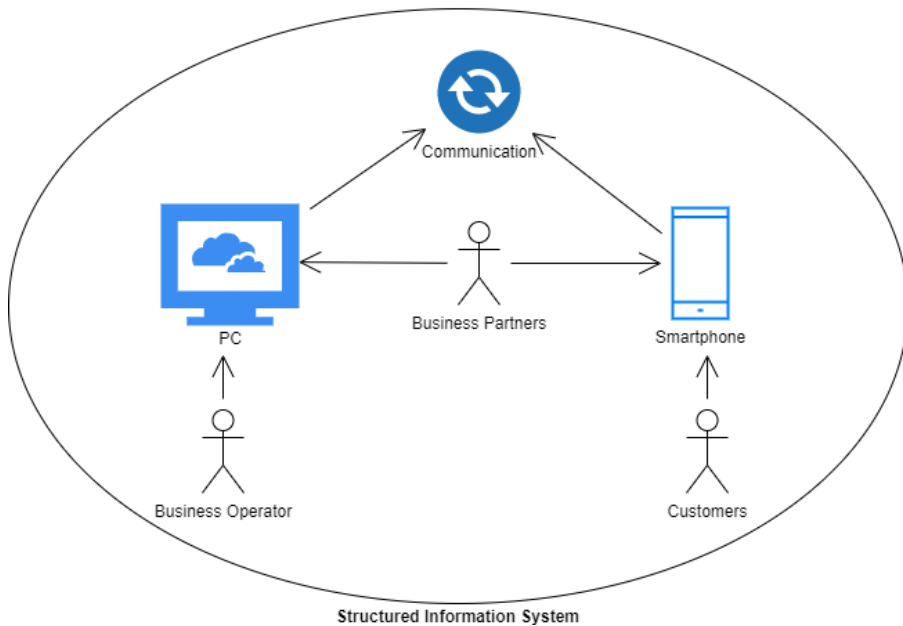 Communication
PC
Business Partners
Smartphone
Business Operator
Customers
Structured Information System